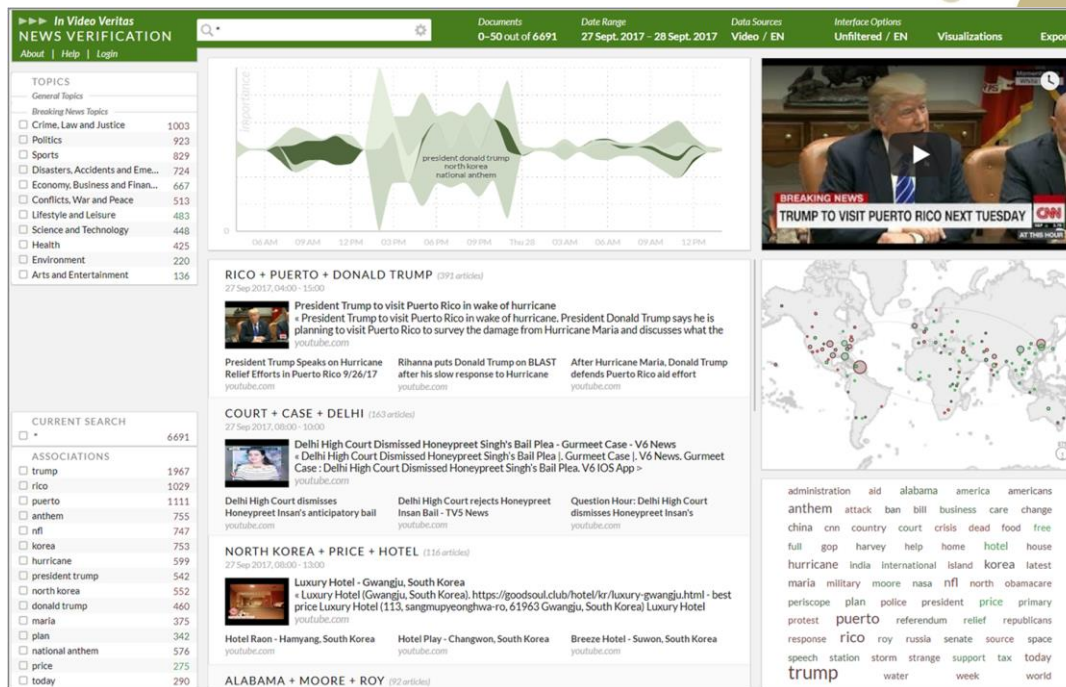 ▶▶▶ In Video Veritas
NEWS VERIFICATION
About | Help | Login
*
Documents
0–50 out of 6691
Date Range
27 Sept. 2017 – 28 Sept. 2017
Data Sources
Video / EN
Interface Options
Unfiltered / EN
Visualizations
Expor
TOPICS
General Topics
Breaking News Topics
Crime, Law and Justice 1003
Politics 923
Sports 829
Disasters, Accidents and Eme... 724
Economy, Business and Finan... 667
Conflicts, War and Peace 513
Lifestyle and Leisure 483
Science and Technology 448
Health 425
Environment 220
Arts and Entertainment 136
CURRENT SEARCH
* 6691
ASSOCIATIONS
trump 1967
rico 1029
puerto 1111
anthem 755
nfl 747
korea 753
hurricane 599
president trump 542
north korea 552
donald trump 460
maria 375
plan 342
national anthem 576
price 275
today 290
importance
president donald trump
north korea
national anthem
0
06 AM 09 AM 12 PM 03 PM 06 PM 09 PM Thu 28 03 AM 06 AM 09 AM 12 PM
RICO + PUERTO + DONALD TRUMP (391 articles)
27 Sep 2017, 04:00 - 15:00
President Trump to visit Puerto Rico in wake of hurricane
« President Trump to visit Puerto Rico in wake of hurricane. President Donald Trump says he is
planning to visit Puerto Rico to survey the damage from Hurricane Maria and discusses what the
youtube.com
President Trump Speaks on Hurricane
Relief Efforts in Puerto Rico 9/26/17
youtube.com
Rihanna puts Donald Trump on BLAST
after his slow response to Hurricane
youtube.com
After Hurricane Maria, Donald Trump
defends Puerto Rico aid effort
youtube.com
COURT + CASE + DELHI (163 articles)
27 Sep 2017, 08:00 - 10:00
Delhi High Court Dismissed Honeypreet Singh's Bail Plea - Gurmeet Case - V6 News
« Delhi High Court Dismissed Honeypreet Singh's Bail Plea |. Gurmeet Case |. V6 News. Gurmeet
Case : Delhi High Court Dismissed Honeypreet Singh's Bail Plea. V6 IOS App >
youtube.com
Delhi High Court dismisses
Honeypreet Insan's anticipatory bail
youtube.com
Delhi High Court rejects Honeypreet
Insan Bail - TV5 News
youtube.com
Question Hour: Delhi High Court
dismisses Honeypreet Insan's
youtube.com
NORTH KOREA + PRICE + HOTEL (116 articles)
27 Sep 2017, 08:00 - 13:00
Luxury Hotel - Gwangju, South Korea
« Luxury Hotel (Gwangju, South Korea). https://goodsoul.club/hotel/kr/luxury-gwangju.html - best
price Luxury Hotel (113, sangmupyeonghwa-ro, 61963 Gwangju, South Korea) Luxury Hotel
youtube.com
Hotel Raon - Hamyang, South Korea
youtube.com
Hotel Play - Changwon, South Korea
youtube.com
Breeze Hotel - Suwon, South Korea
youtube.com
ALABAMA + MOORE + ROY (92 articles)
BREAKING NEWS
TRUMP TO VISIT PUERTO RICO NEXT TUESDAY
CNN
AT THIS HOUR
administration aid alabama america americans
anthem attack ban bill business care change
china cnn country court crisis dead food free
full gop harvey help home hotel house
hurricane india international island korea latest
maria military moore nasa nfl north obamacare
periscope plan police president price primary
protest puerto referendum relief republicans
response rico roy russia senate source space
speech station storm strange support tax today
trump water week world